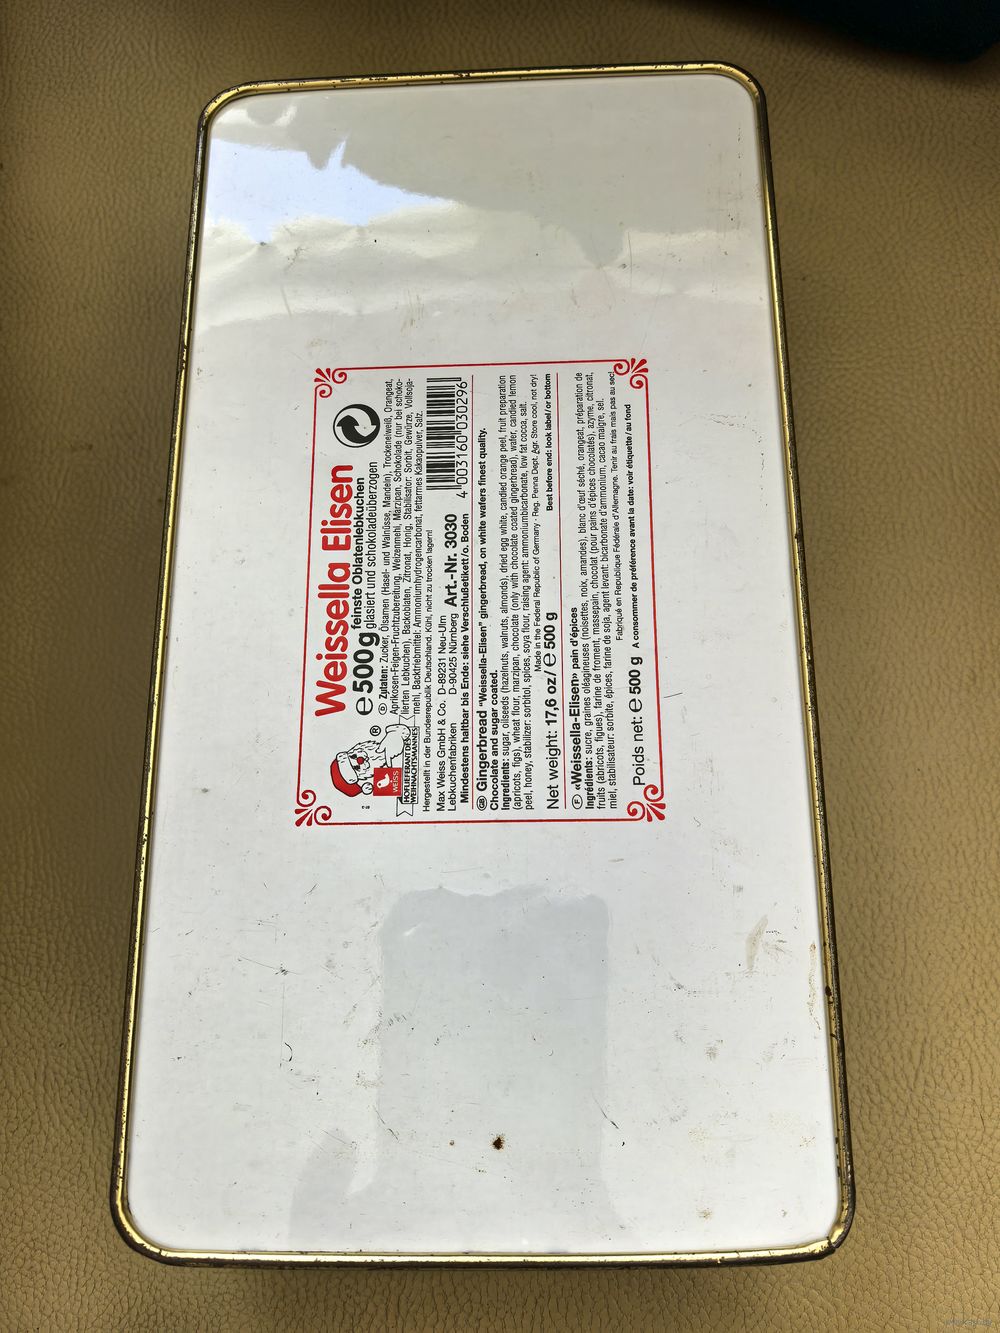 Weissella Elisen
℮500g feinste Oblatenlebkuchen
glasiert und schokoladeüberzogen
Ⓓ Zutaten: Zucker, Ölsamen (Hasel- und Walnüsse, Mandeln), Trockeneiweiß, Orangeat,
Aprikosen-Feigen-Fruchtzubereitung, Weizenmehl, Marzipan, Schokolade (nur bei schoko-
lierten Lebkuchen), Backoblaten, Zitronat, Honig, Stabilisator: Sorbit, Gewürze, Vollsoja-
mehl, Backtriebmittel: Ammoniumhydrogencarbonat, fettarmes Kakaopulver, Salz.
®
WEISS
HOFLIEFERANT DES
WEIHNACHTSMANNES
Hergestellt in der Bundesrepublik Deutschland. Kühl, nicht zu trocken lagern!
Max Weiss GmbH & Co. D-89231 Neu-Ulm
Lebkuchenfabriken D-90425 Nürnberg Art.-Nr. 3030
Mindestens haltbar bis Ende: siehe Verschlußetikett/o. Boden
4 003160 030296
GB Gingerbread "Weissella-Elisen" gingerbread, on white wafers finest quality.
Chocolate and sugar coated.
Ingredients: sugar, oilseeds (hazelnuts, walnuts, almonds), dried egg white, candied orange peel, fruit preparation
(apricots, figs), wheat flour, marzipan, chocolate (only with chocolate coated gingerbread), wafer, candied lemon
peel, honey, stabilizer: sorbitol, spices, soya flour, raising agent: ammoniumbicarbonate, low fat cocoa, salt.
Made in the Federal Republic of Germany · Reg. Penna Dept. Agr. Store cool, not dry!
Net weight: 17,6 oz/℮ 500 g Best before end: look label/or bottom
Ⓕ «Weissella-Elisen» pain d'épices
Ingrédients: sucre, graines oléagineuses (noisettes, noix, amandes), blanc d'œuf séché, orangeat, préparation de
fruits (abricots, figues), farine de froment, massepain, chocolat (pour pains d'épices chocolatés), azyme, citronat,
miel, stabilisateur: sorbite, épices, farine de soja, agent levant: bicarbonate d'ammonium, cacao maigre, sel.
Fabriqué en Republique Fédérale d'Allemagne. Tenir au frais mais pas au sec!
Poids net: ℮ 500 g A consommer de préférence avant la date: voir étiquette/au fond